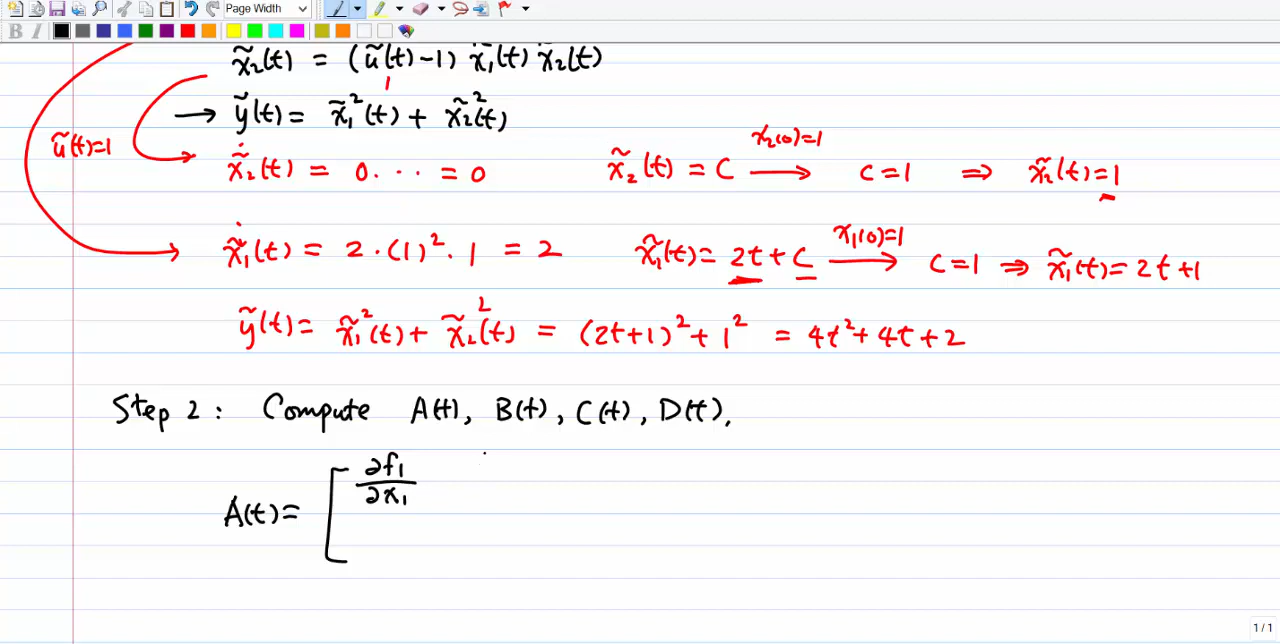 Page Width
B I
x̃₂(t) = (ũ(t)-1) x̃₁(t) x̃₂(t)
1
→ ỹ(t) = x̃₁²(t) + x̃₂²(t)
ũ(t)=1
x̃̇₂(t) = 0. ··· = 0 x̃₂(t) = C x₂(0)=1 → C=1 ⇒ x̃₂(t)=1
x̃̇₁(t) = 2·(1)²·1 = 2 x̃₁(t) = 2t + C x₁(0)=1 → C=1 ⇒ x̃₁(t)=2t+1
ỹ(t) = x̃₁²(t) + x̃₂²(t) = (2t+1)² + 1² = 4t²+4t+2
Step 2: Compute A(t), B(t), C(t), D(t),
A(t)= [ ∂f₁/∂x₁
1 / 1